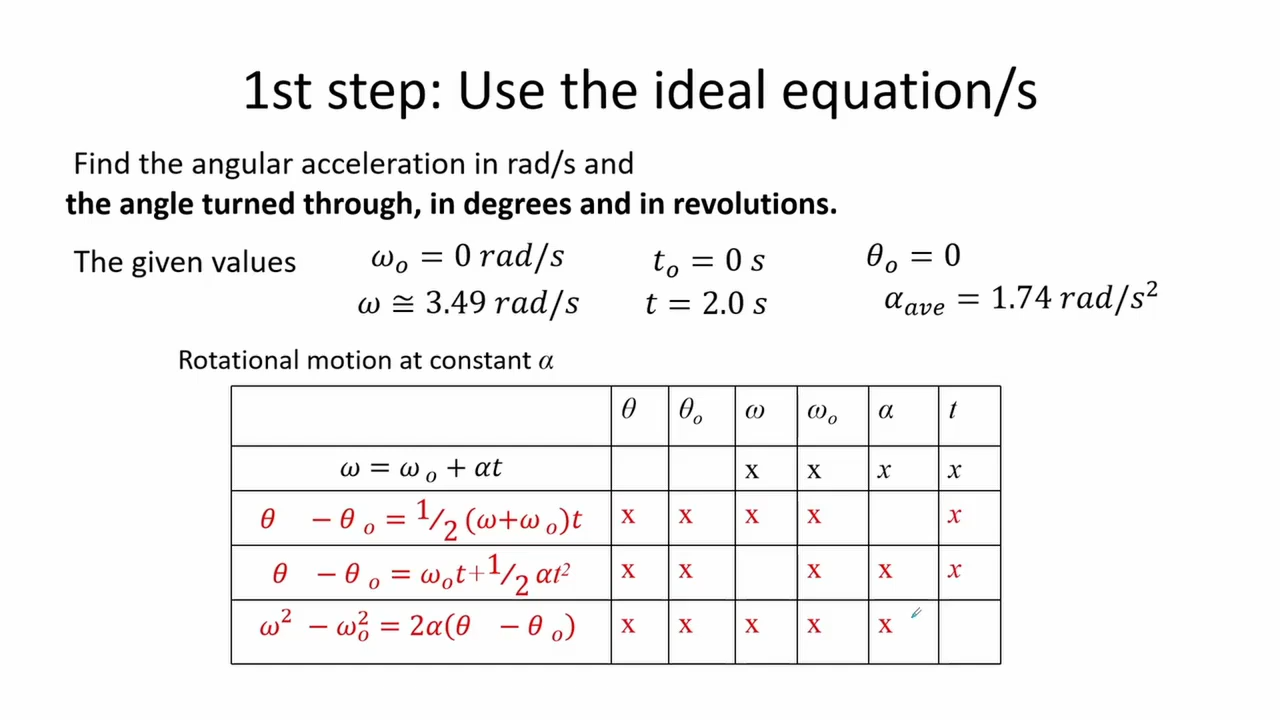 1st step: Use the ideal equation/s
Find the angular acceleration in rad/s and
the angle turned through, in degrees and in revolutions.
The given values
ω₀ = 0 rad/s t₀ = 0 s θ₀ = 0
ω ≅ 3.49 rad/s t = 2.0 s α_ave = 1.74 rad/s²
Rotational motion at constant α
θ θ₀ ω ω₀ α t
ω = ω₀ + αt x x x x
θ − θ₀ = 1/2 (ω+ω₀)t x x x x x
θ − θ₀ = ω₀t+1/2 αt² x x x x x
ω² − ω₀² = 2α(θ − θ₀) x x x x x